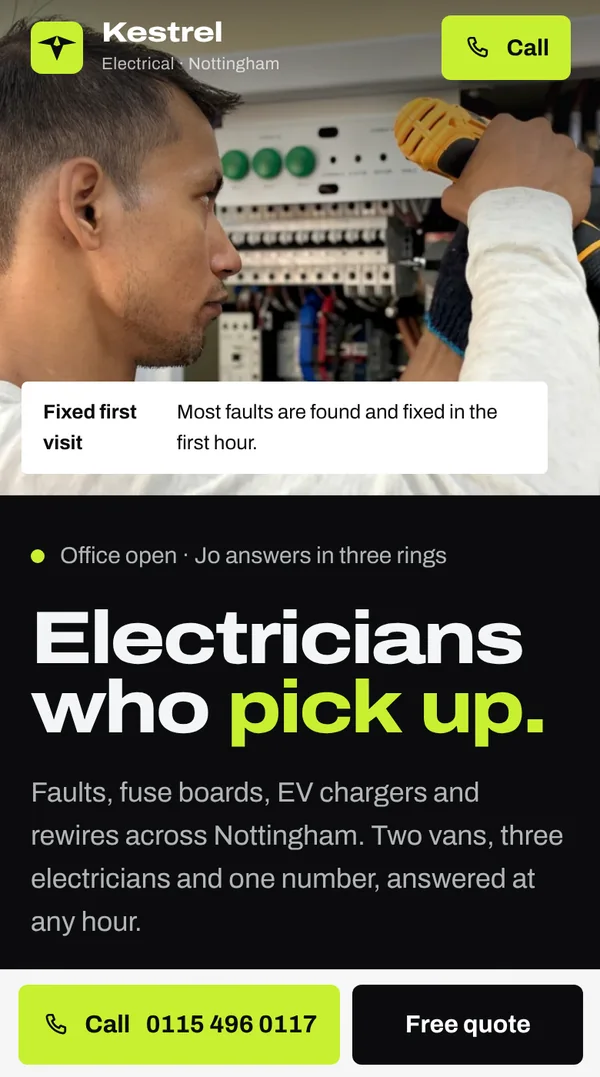 Kestrel
Electrical · Nottingham
Call
Fixed first
visit
Most faults are found and fixed in the
first hour.
Office open · Jo answers in three rings
Electricians
who pick up.
Faults, fuse boards, EV chargers and
rewires across Nottingham. Two vans, three
electricians and one number, answered at
any hour.
Call 0115 496 0117
Free quote